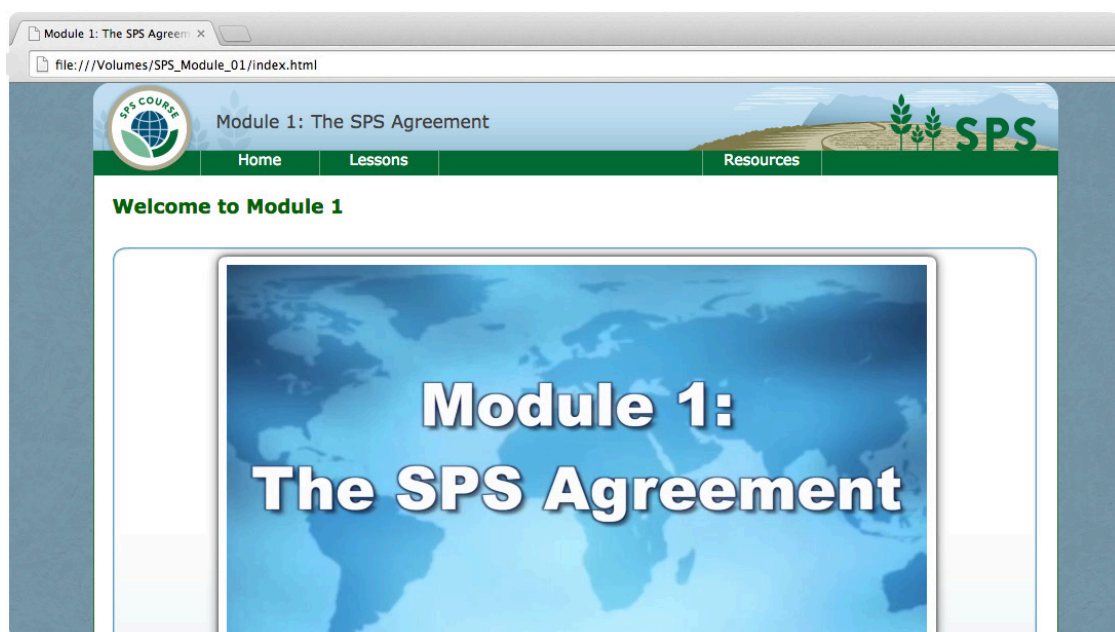 Module 1: The SPS Agreem
file:///Volumes/SPS_Module_01/index.html
SPS COURSE
Module 1: The SPS Agreement
SPS
Home Lessons Resources
Welcome to Module 1
Module 1:
The SPS Agreement